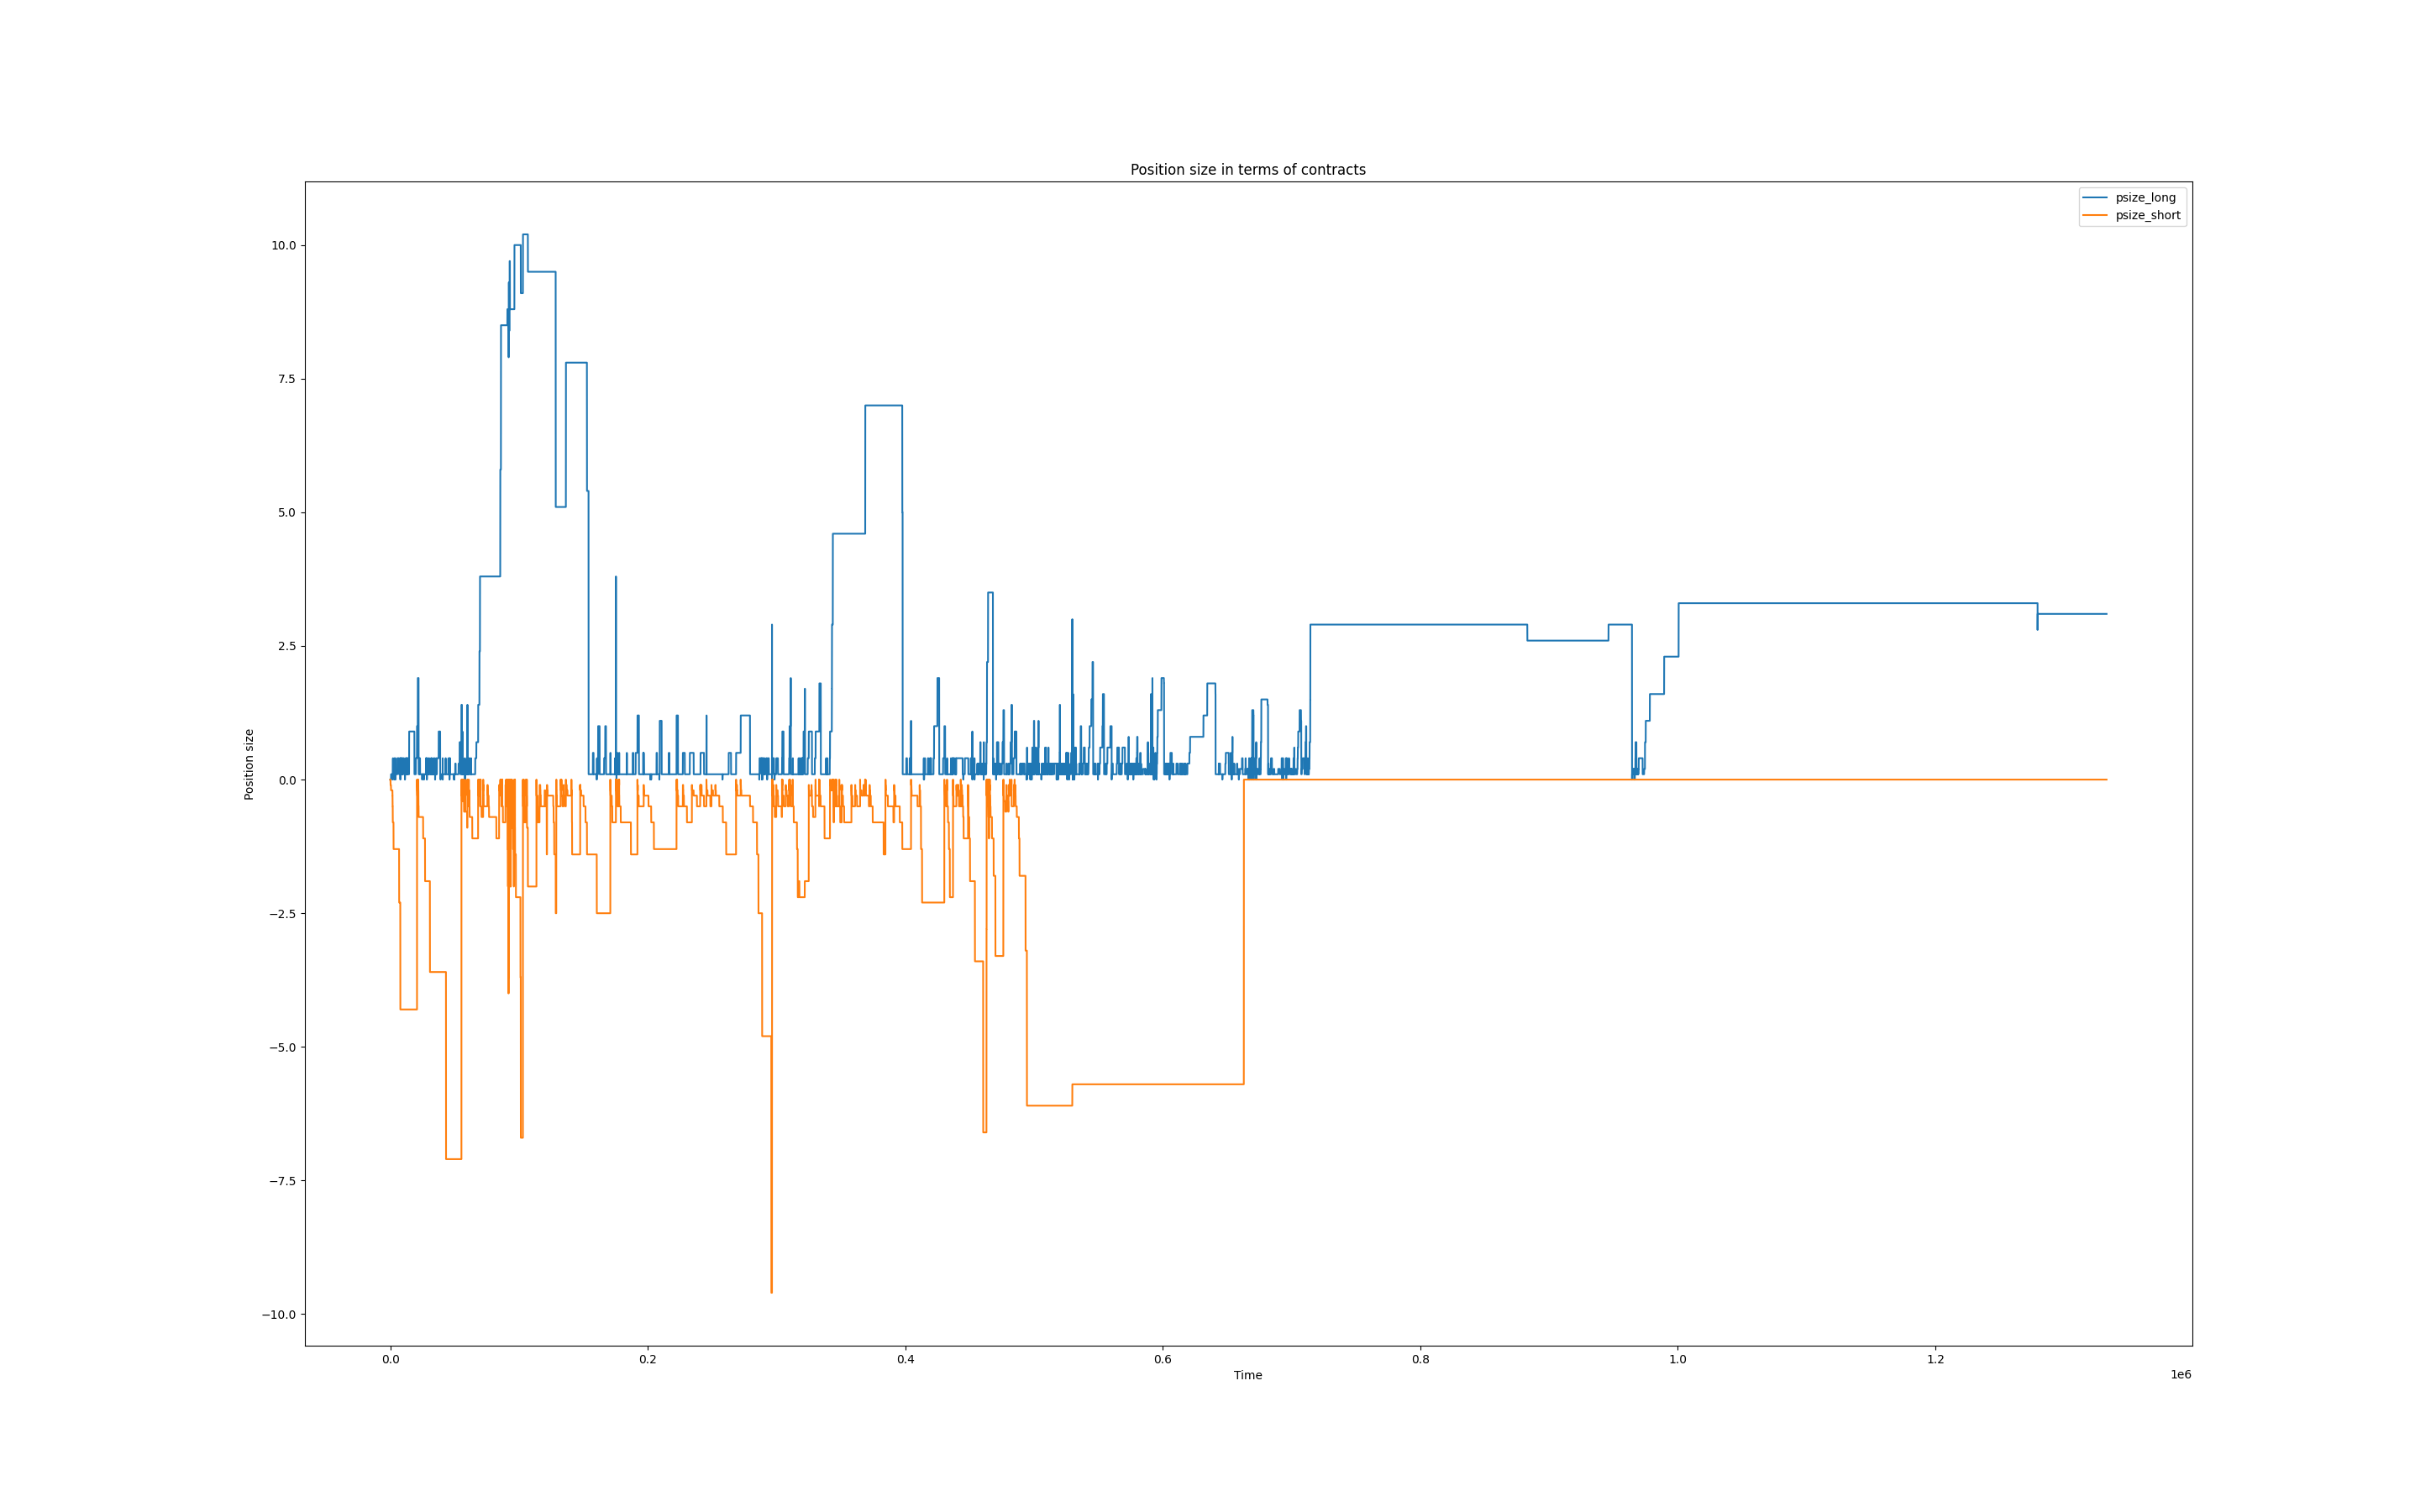 Position size in terms of contracts
psize_long
psize_short
10.0
7.5
5.0
2.5
0.0
−2.5
−5.0
−7.5
−10.0
Position size
0.0 0.2 0.4 0.6 0.8 1.0 1.2
Time
1e6